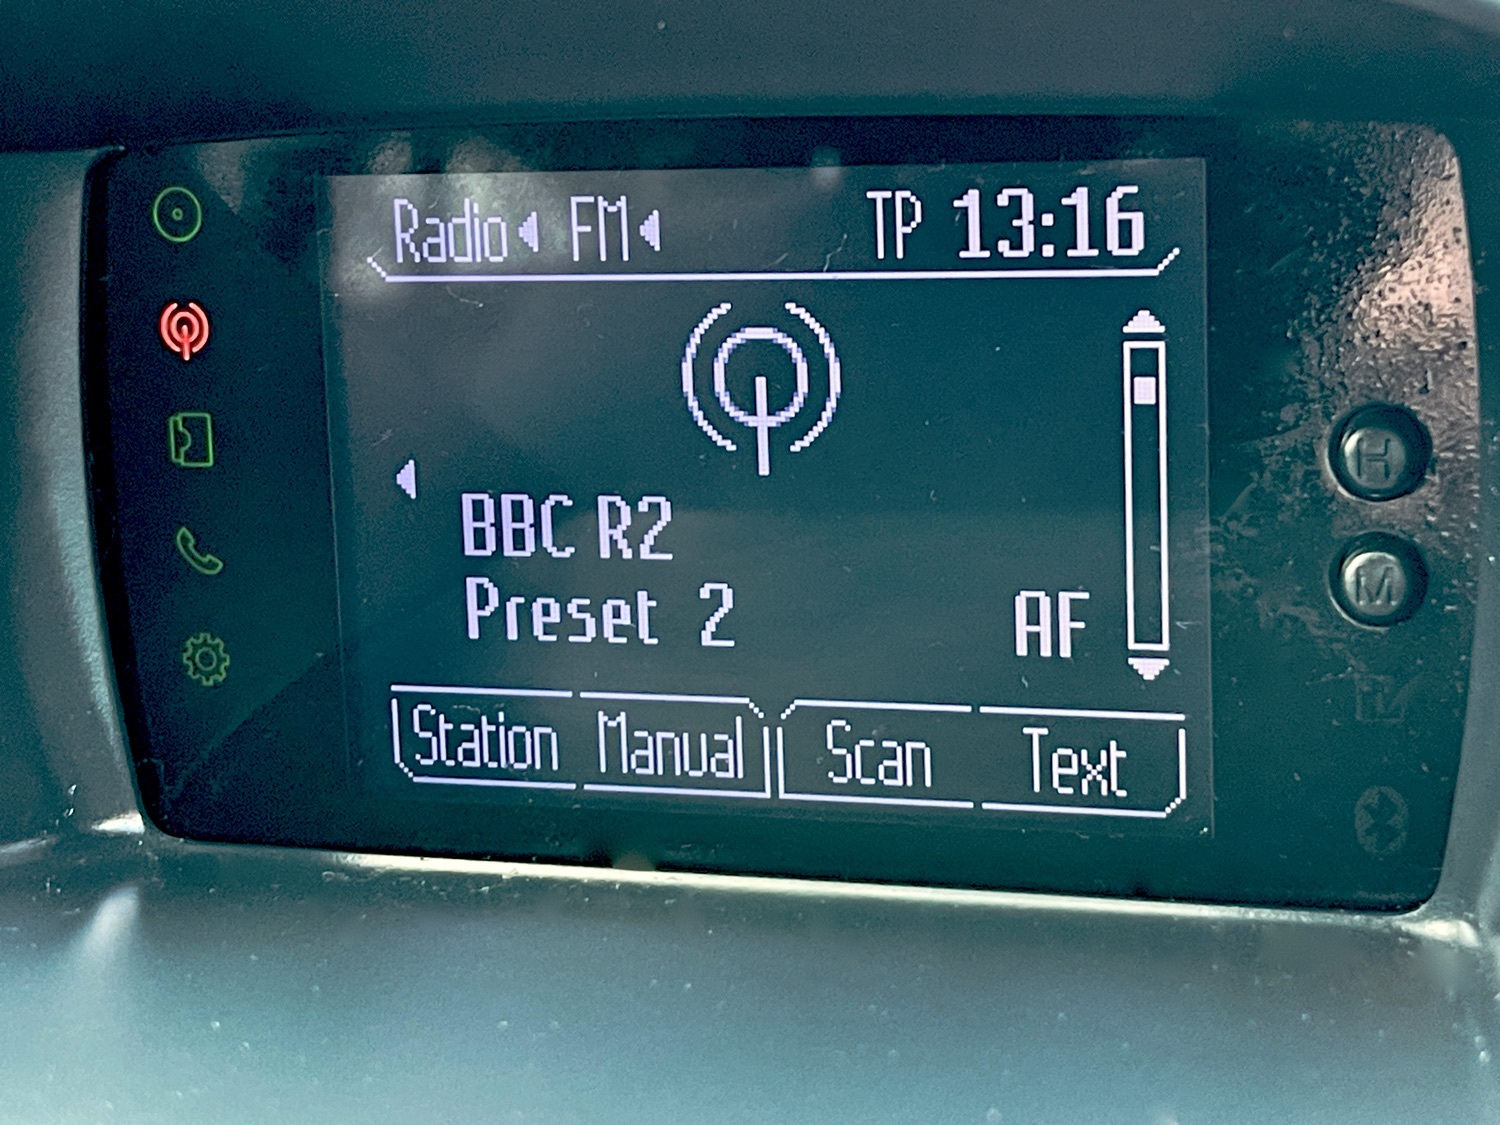 Radio FM TP 13:16
BBC R2
Preset 2 AF
Station Manual Scan Text
H
M